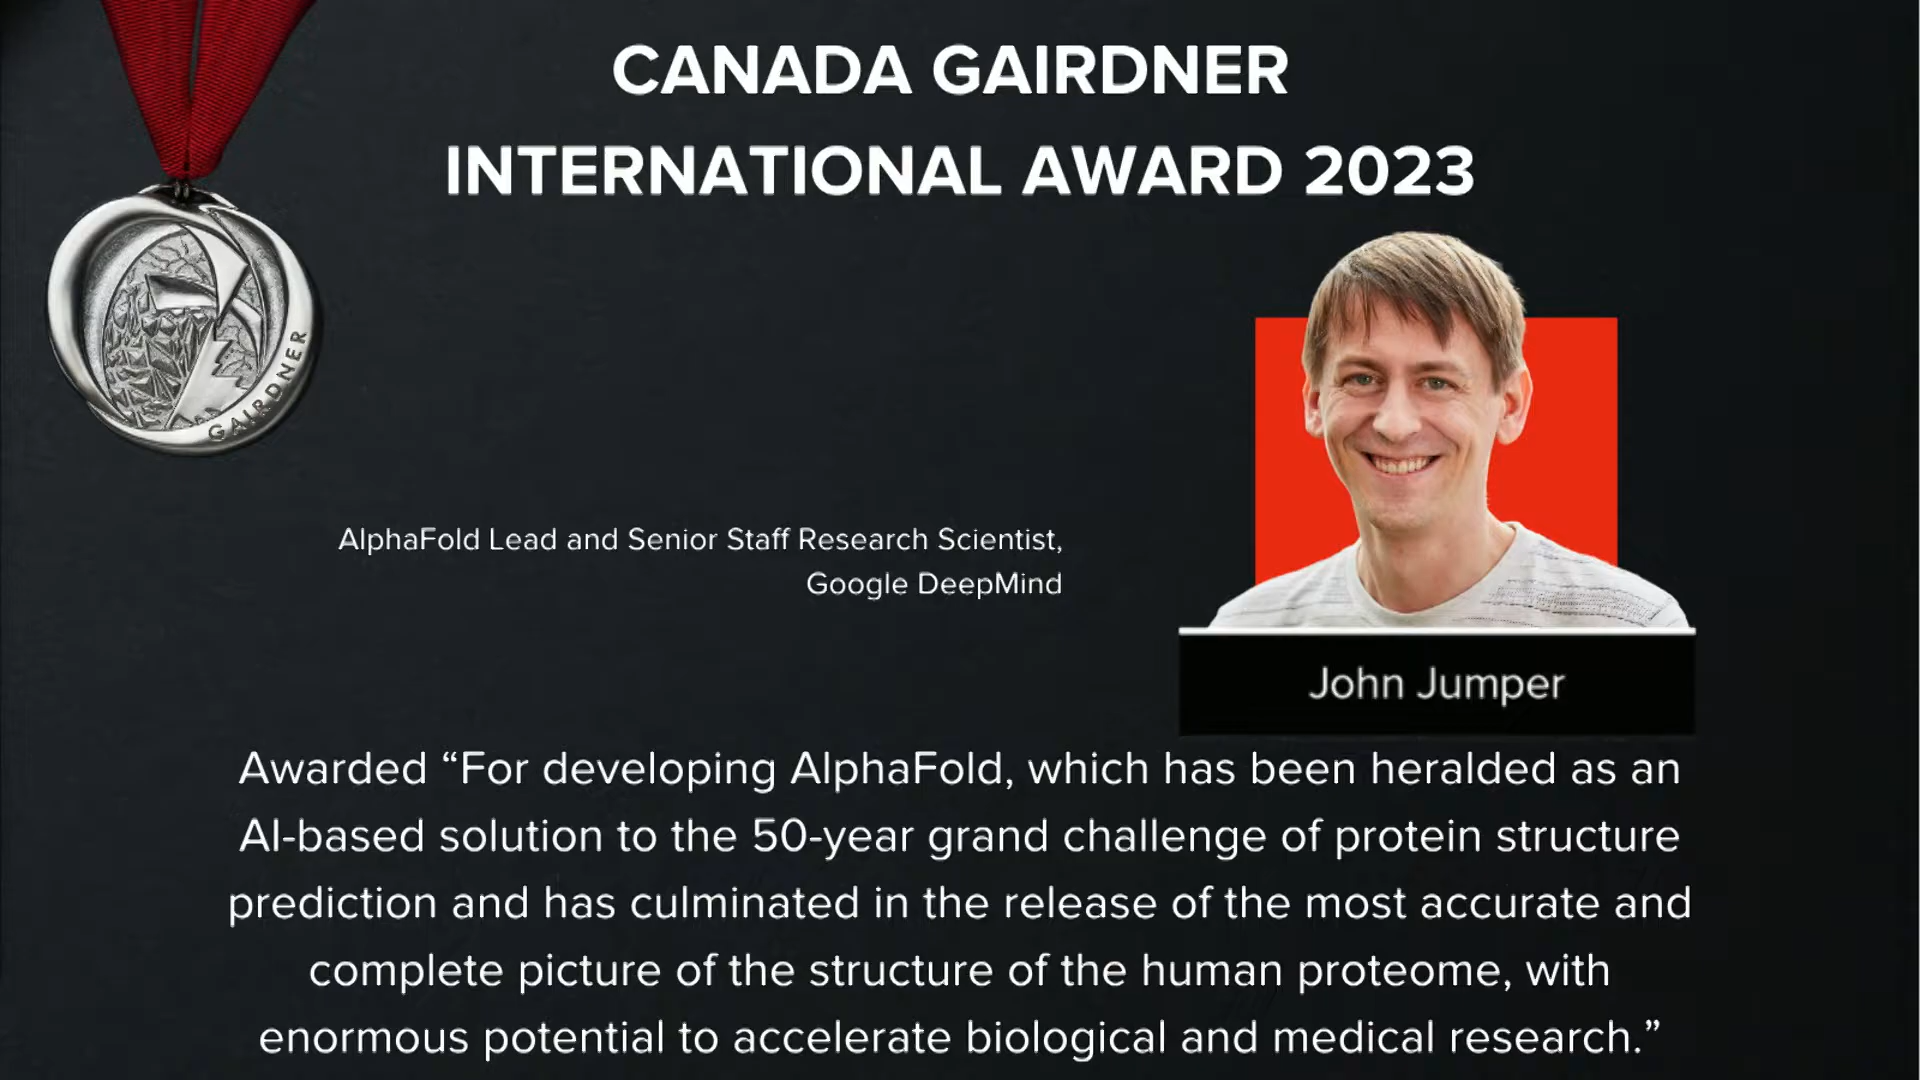 CANADA GAIRDNER
INTERNATIONAL AWARD 2023
GAIRDNER
AlphaFold Lead and Senior Staff Research Scientist,
Google DeepMind
John Jumper
Awarded “For developing AlphaFold, which has been heralded as an
AI-based solution to the 50-year grand challenge of protein structure
prediction and has culminated in the release of the most accurate and
complete picture of the structure of the human proteome, with
enormous potential to accelerate biological and medical research.”